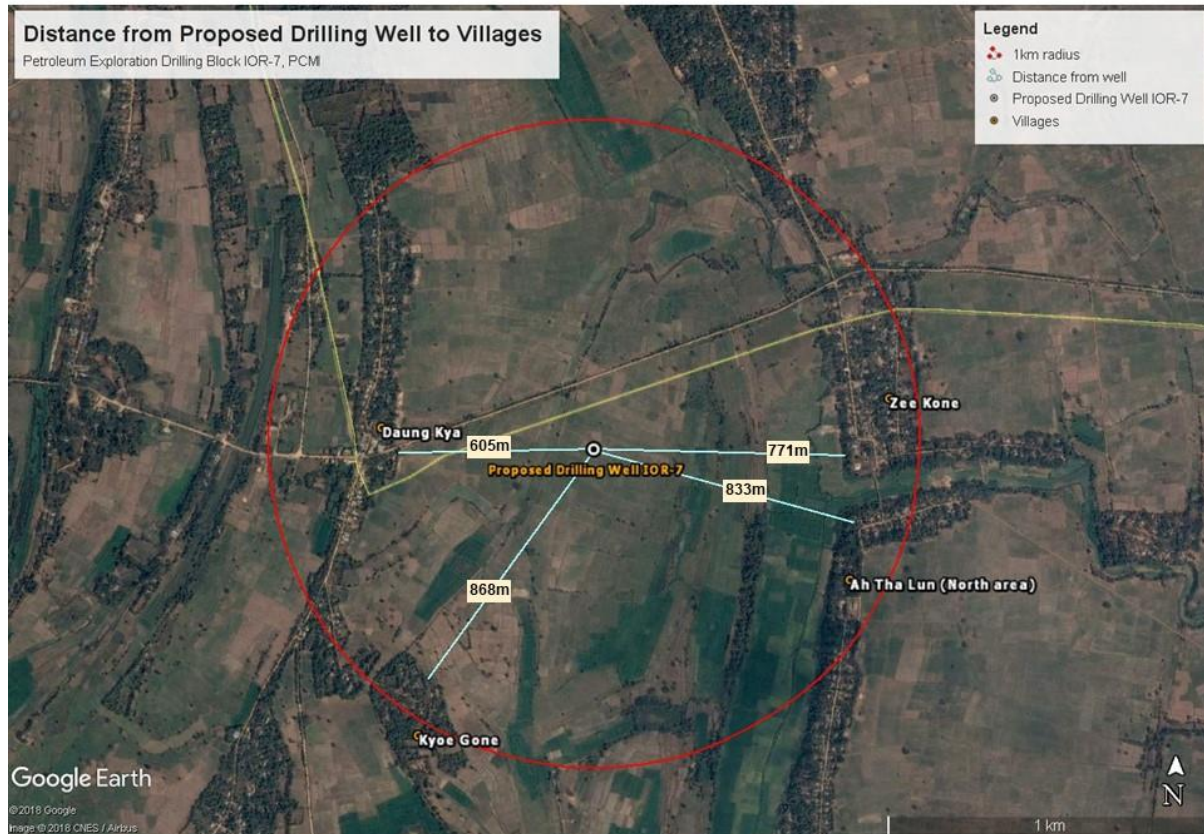 Distance from Proposed Drilling Well to Villages
Petroleum Exploration Drilling Block IOR-7, PCMI
Legend
1km radius
Distance from well
Proposed Drilling Well IOR-7
Villages
Zee Kone
Daung Kya
605m
771m
Proposed Drilling Well IOR-7
833m
868m
Ah Tha Lun (North area)
Kyoe Gone
Google Earth
© 2018 Google
Image © 2018 CNES / Airbus
N
1 km